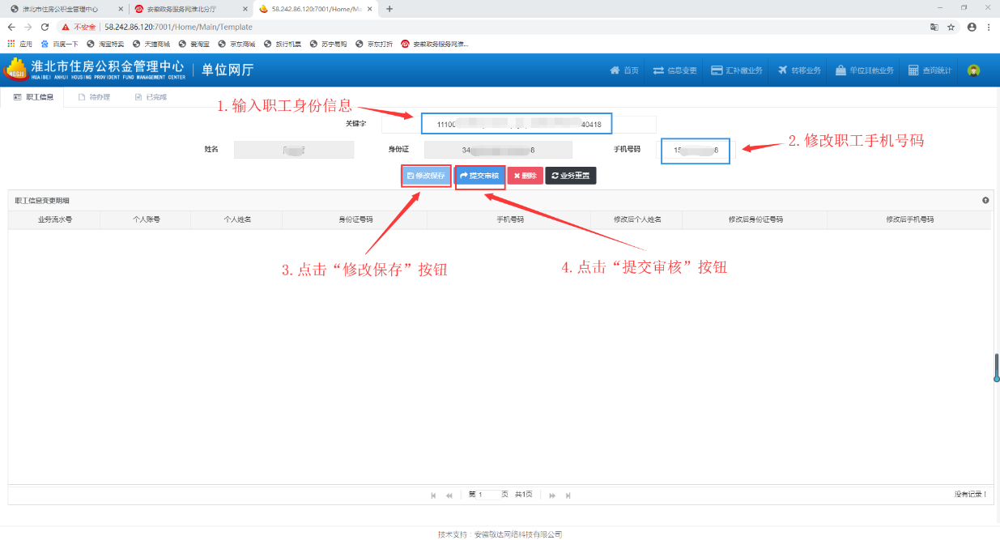 淮北市住房公积金管理中心
安徽政务服务网淮北分厅
58.242.86.120:7001/Home/Ma
不安全 58.242.86.120:7001/Home/Main/Template
应用 百度一下 淘宝特卖 天猫商城 爱淘宝 京东商城 旅行机票 苏宁易购 京东打折 安徽政务服务网淮...
淮北市住房公积金管理中心 单位网厅
HUAIBEI ANHUI HOUSING PROVIDENT FUND MANAGEMENT CENTER
首页 信息变更 汇补缴业务 转移业务 单位其他业务 查询统计
职工信息 待办理 已完成
1.输入职工身份信息
关键字 11100 40418
2.修改职工手机号码
姓名 身份证 34 8 手机号码 15 8
修改保存 提交审核 删除 业务重置
职工信息变更明细
业务流水号 个人账号 个人姓名 身份证号码 手机号码 修改后个人姓名 修改后身份证号码 修改后手机号码
3.点击“修改保存”按钮
4.点击“提交审核”按钮
第 1 页 共1页 没有记录！
技术支持：安徽敬达网络科技有限公司